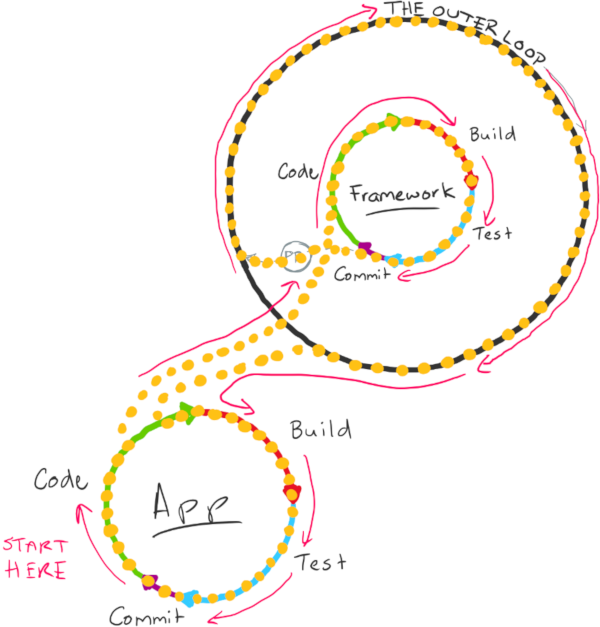 THE OUTER LOOP
Build
Code
Framework
Test
PR
Commit
Build
Code
App
START
HERE
Test
Commit